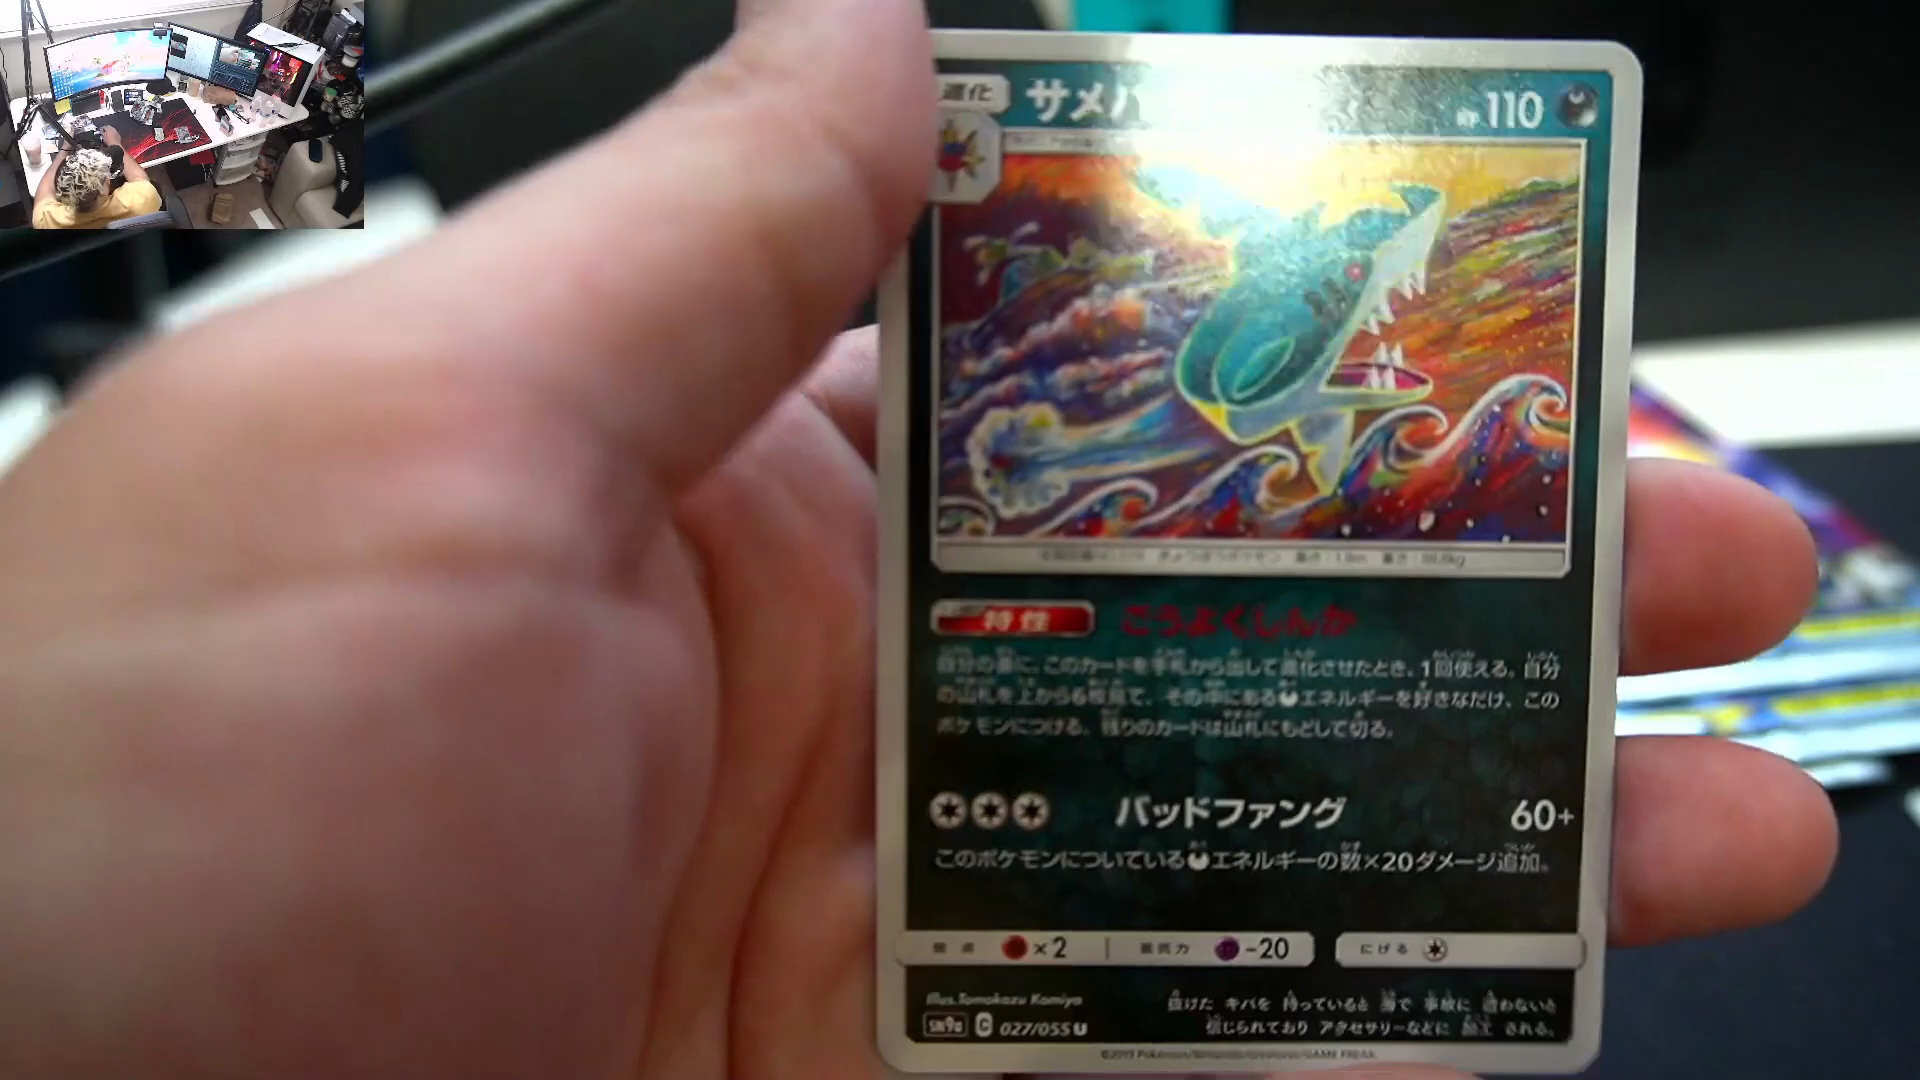 進化 サメハ HP 110
特性 ごうよくしんか
自分の番に、このカードを手札から出して進化させたとき、1回使える。自分
の山札を上から6枚見て、その中にあるエネルギーを好きなだけ、この
ポケモンにつける。残りのカードは山札にもどして切る。
バッドファング 60+
このポケモンについているエネルギーの数×20ダメージ追加。
弱点 ×2 抵抗力 -20 にげる
Illus. Tomokazu Komiya
抜けた キバを 持っていると 海で 事故に 遭わないと
SM9a C 027/055 U
信じられており アクセサリーなどに 加工 される。
©2019 Pokémon/Nintendo/Creatures/GAME FREAK.